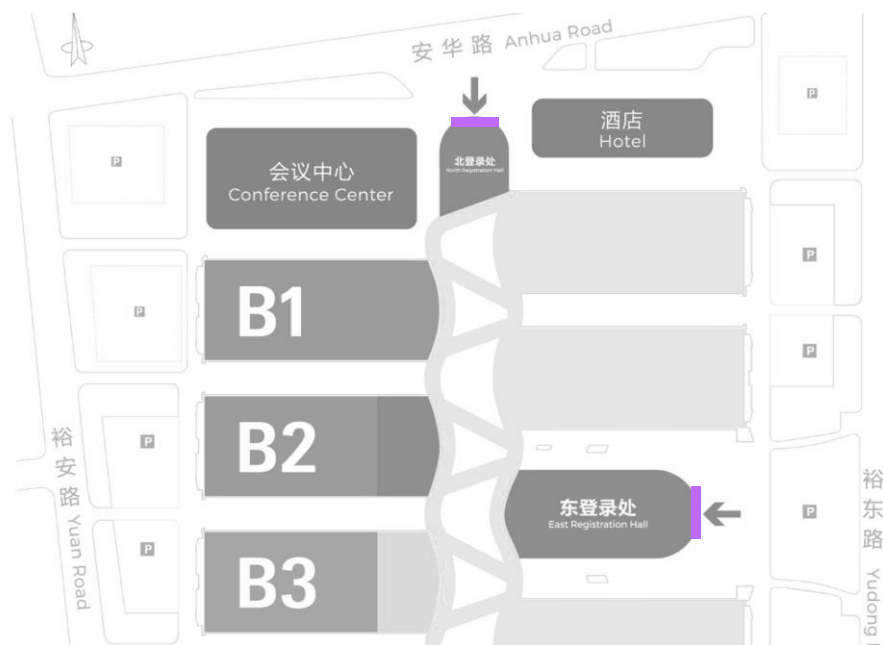 安华路 Anhua Road
会议中心
Conference Center
北登录处
North Registration Hall
酒店
Hotel
P
P
P
P
B1
P
B2
P
裕安路 Yuan Road
东登录处
East Registration Hall
P
裕东路 Yudong
P
B3